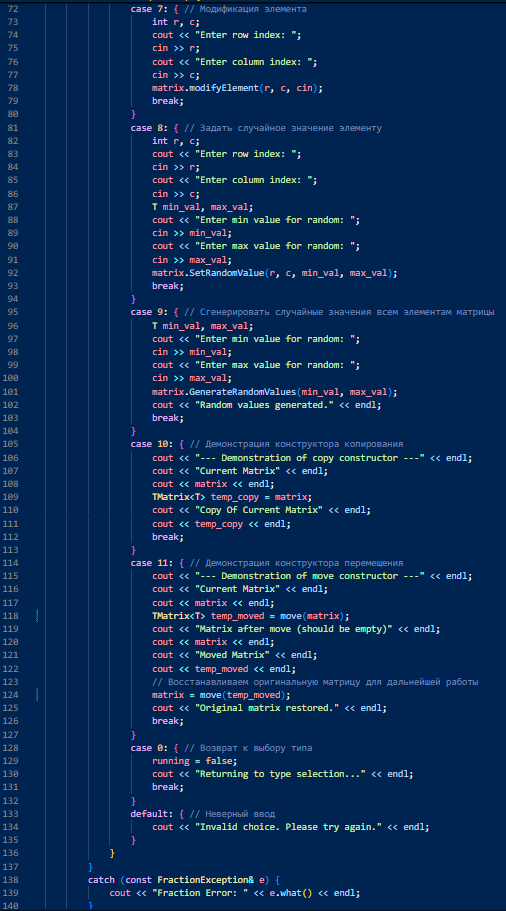 72 case 7: { // Модификация элемента
73 int r, c;
74 cout << "Enter row index: ";
75 cin >> r;
76 cout << "Enter column index: ";
77 cin >> c;
78 matrix.modifyElement(r, c, cin);
79 break;
80 }
81 case 8: { // Задать случайное значение элементу
82 int r, c;
83 cout << "Enter row index: ";
84 cin >> r;
85 cout << "Enter column index: ";
86 cin >> c;
87 T min_val, max_val;
88 cout << "Enter min value for random: ";
89 cin >> min_val;
90 cout << "Enter max value for random: ";
91 cin >> max_val;
92 matrix.SetRandomValue(r, c, min_val, max_val);
93 break;
94 }
95 case 9: { // Сгенерировать случайные значения всем элементам матрицы
96 T min_val, max_val;
97 cout << "Enter min value for random: ";
98 cin >> min_val;
99 cout << "Enter max value for random: ";
100 cin >> max_val;
101 matrix.GenerateRandomValues(min_val, max_val);
102 cout << "Random values generated." << endl;
103 break;
104 }
105 case 10: { // Демонстрация конструктора копирования
106 cout << "--- Demonstration of copy constructor ---" << endl;
107 cout << "Current Matrix" << endl;
108 cout << matrix << endl;
109 TMatrix<T> temp_copy = matrix;
110 cout << "Copy Of Current Matrix" << endl;
111 cout << temp_copy << endl;
112 break;
113 }
114 case 11: { // Демонстрация конструктора перемещения
115 cout << "--- Demonstration of move constructor ---" << endl;
116 cout << "Current Matrix" << endl;
117 cout << matrix << endl;
118 TMatrix<T> temp_moved = move(matrix);
119 cout << "Matrix after move (should be empty)" << endl;
120 cout << matrix << endl;
121 cout << "Moved Matrix" << endl;
122 cout << temp_moved << endl;
123 // Восстанавливаем оригинальную матрицу для дальнейшей работы
124 matrix = move(temp_moved);
125 cout << "Original matrix restored." << endl;
126 break;
127 }
128 case 0: { // Возврат к выбору типа
129 running = false;
130 cout << "Returning to type selection..." << endl;
131 break;
132 }
133 default: { // Неверный ввод
134 cout << "Invalid choice. Please try again." << endl;
135 }
136 }
137 }
138 catch (const FractionException& e) {
139 cout << "Fraction Error: " << e.what() << endl;
140 }